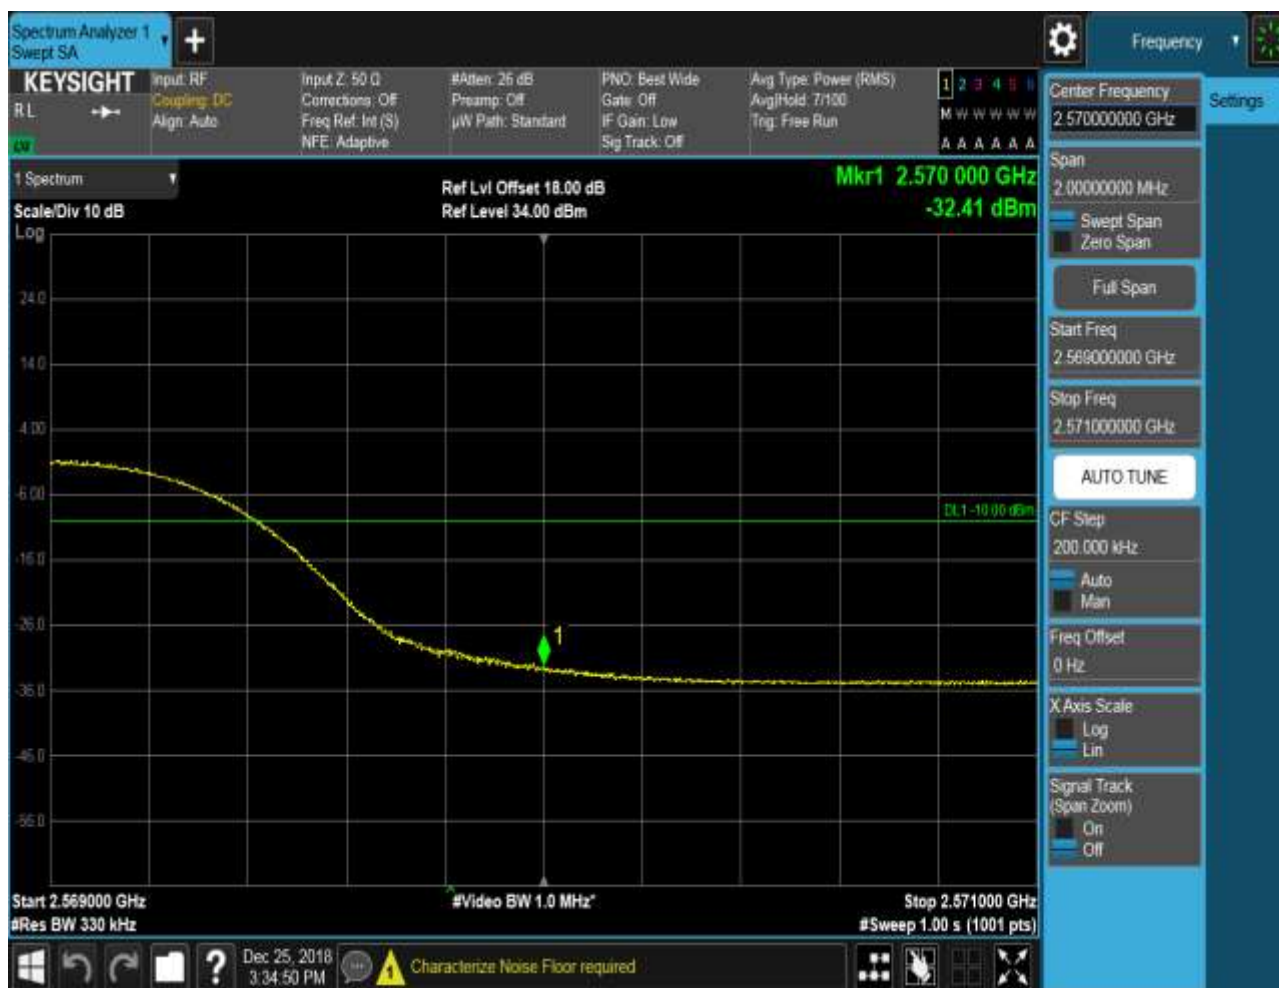 Spectrum Analyzer 1
Swept SA
Frequency
KEYSIGHT
RL
Input: RF
Coupling: DC
Align: Auto
Input Z: 50 Ω
Corrections: Off
Freq Ref: Int (S)
NFE: Adaptive
#Atten: 26 dB
Preamp: Off
µW Path: Standard
PNO: Best Wide
Gate: Off
IF Gain: Low
Sig Track: Off
Avg Type: Power (RMS)
Avg|Hold: 7/100
Trig: Free Run
1 2 3 4 5 6
M W W W W W
A A A A A A
1 Spectrum
Scale/Div 10 dB
Log
Ref Lvl Offset 18.00 dB
Ref Level 34.00 dBm
Mkr1 2.570 000 GHz
-32.41 dBm
24.0
14.0
4.00
-6.00
DL1 -10.00 dBm
-16.0
-26.0
1
-36.0
-46.0
-56.0
Start 2.569000 GHz
#Res BW 330 kHz
#Video BW 1.0 MHz*
Stop 2.571000 GHz
#Sweep 1.00 s (1001 pts)
Center Frequency
2.570000000 GHz
Span
2.00000000 MHz
Swept Span
Zero Span
Full Span
Start Freq
2.569000000 GHz
Stop Freq
2.571000000 GHz
AUTO TUNE
CF Step
200.000 kHz
Auto
Man
Freq Offset
0 Hz
X Axis Scale
Log
Lin
Signal Track
(Span Zoom)
On
Off
Settings
?
Dec 25, 2018
3:34:50 PM
1
Characterize Noise Floor required